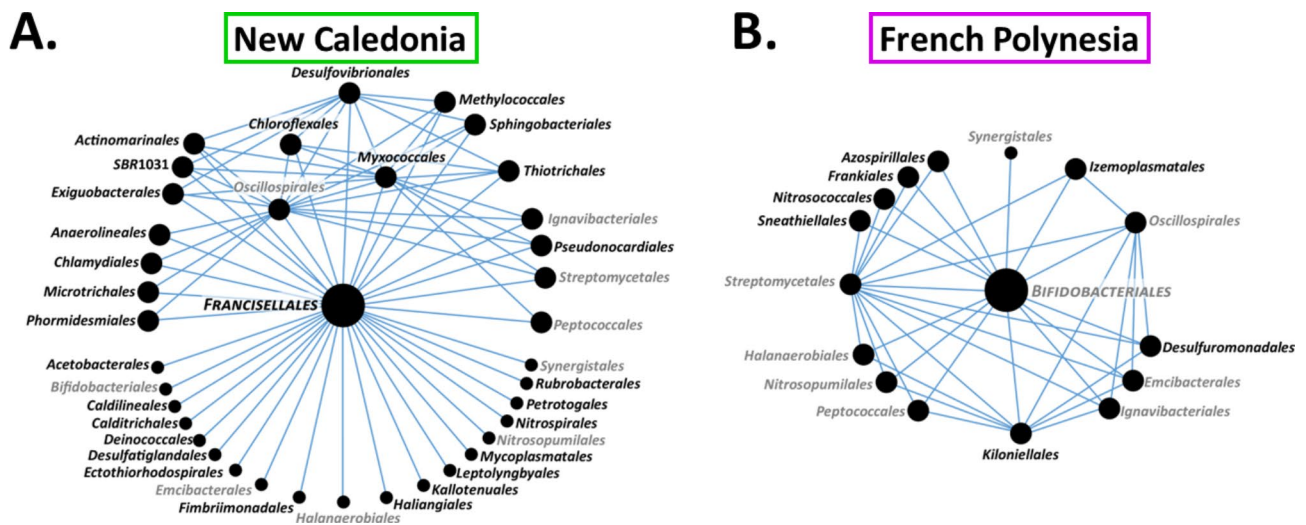 A.
New Caledonia
Desulfovibrionales
Methylococcales
Chloroflexales
Sphingobacteriales
Actinomarinales
Myxococcales
SBR1031
Thiotrichales
Oscillospirales
Exiguobacterales
Ignavibacteriales
Anaerolineales
Pseudonocardiales
Chlamydiales
Streptomycetales
Microtrichales
FRANCISELLALES
Phormidesmiales
Peptococcales
Acetobacterales
Synergistales
Bifidobacteriales
Rubrobacterales
Caldilineales
Petrotogales
Calditrichales
Nitrospirales
Deinococcales
Nitrosopumilales
Desulfatiglandales
Mycoplasmatales
Ectothiorhodospirales
Leptolyngbyales
Emcibacterales
Kallotenuales
Fimbriimonadales
Haliangiales
Halanaerobiales
B.
French Polynesia
Synergistales
Azospirillales
Izemoplasmatales
Frankiales
Nitrosococcales
Sneathiellales
Oscillospirales
Streptomycetales
BIFIDOBACTERIALES
Halanaerobiales
Desulfuromonadales
Nitrosopumilales
Emcibacterales
Peptococcales
Ignavibacteriales
Kiloniellales